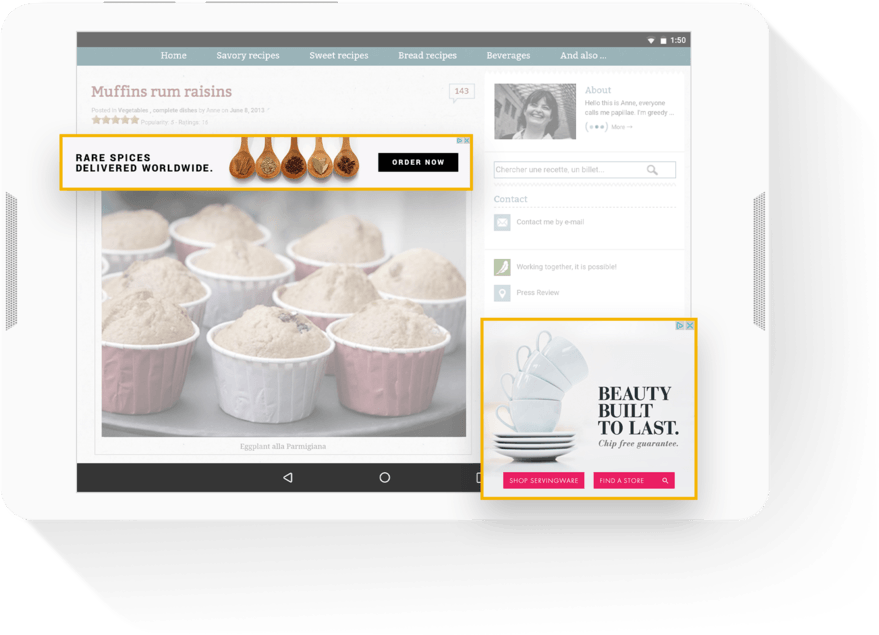 1:50
Home Savory recipes Sweet recipes Bread recipes Beverages And also ...
Muffins rum raisins
143
Posted in Vegetables , complete dishes by Anne on June 8, 2013
Popularity: 5 - Ratings: 14
RARE SPICES
DELIVERED WORLDWIDE.
ORDER NOW
Eggplsnt alla Parmigiana
About
Hello this is Anne, everyone
calls me papilae. I'm greedy ...
More →
Chercher une recette, un billet...
Contact
Contact me by e-mail
Working together, it is possible!
Press Review
BEAUTY
BUILT
TO LAST.
Chip free guarantee.
SHOP SERVINGWARE
FIND A STORE